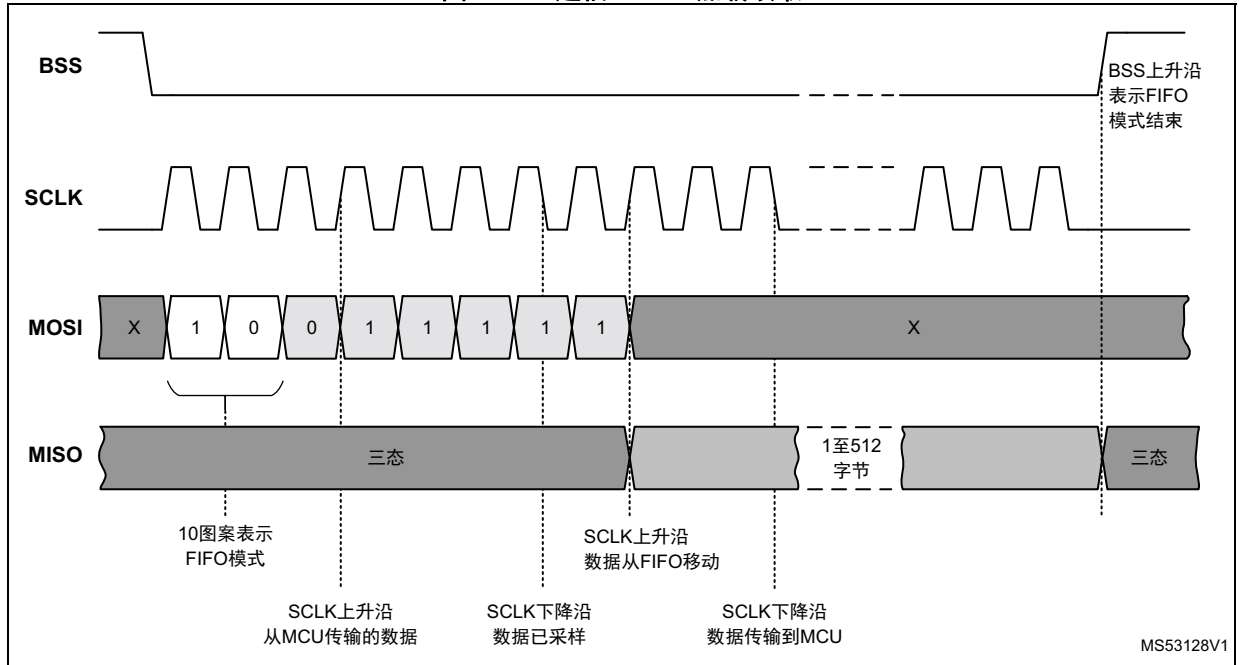 BSS
BSS上升沿
表示FIFO
模式结束
SCLK
MOSI
X
1
0
0
1
1
1
1
1
X
MISO
三态
1至512
字节
三态
10图案表示
FIFO模式
SCLK上升沿
数据从FIFO移动
SCLK上升沿
从MCU传输的数据
SCLK下降沿
数据已采样
SCLK下降沿
数据传输到MCU
MS53128V1